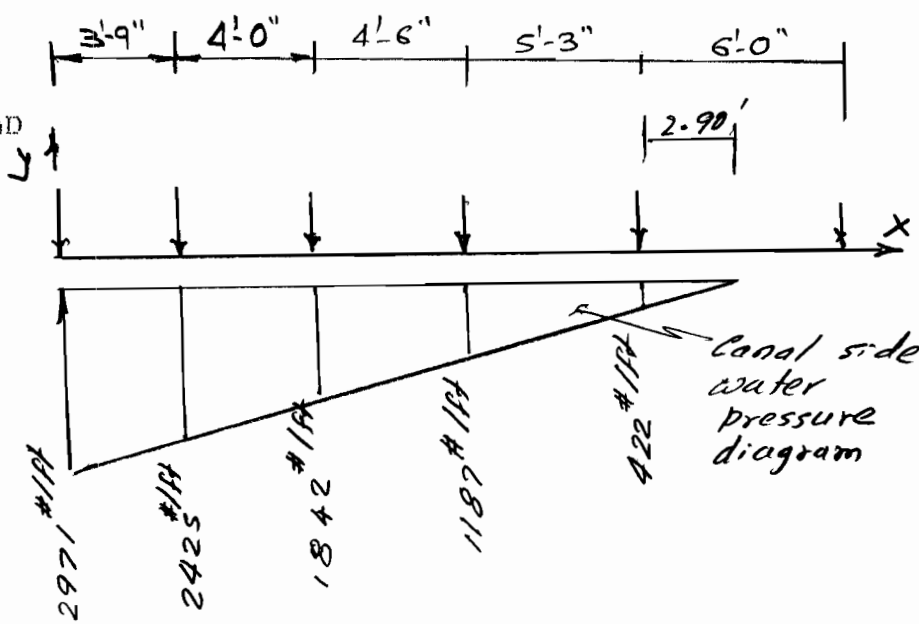 3'-9" 4'-0" 4'-6" 5'-3" 6'-0"
2.90'
X
2971 #/ft
2425 #/ft
1842 #/ft
1187 #/ft
422 #/ft
Canal side
water
pressure
diagram